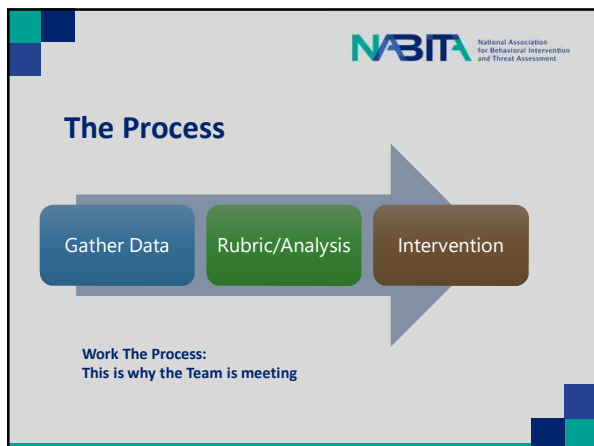 NABITA
National Association
for Behavioral Intervention
and Threat Assessment
The Process
Gather Data
Rubric/Analysis
Intervention
Work The Process:
This is why the Team is meeting